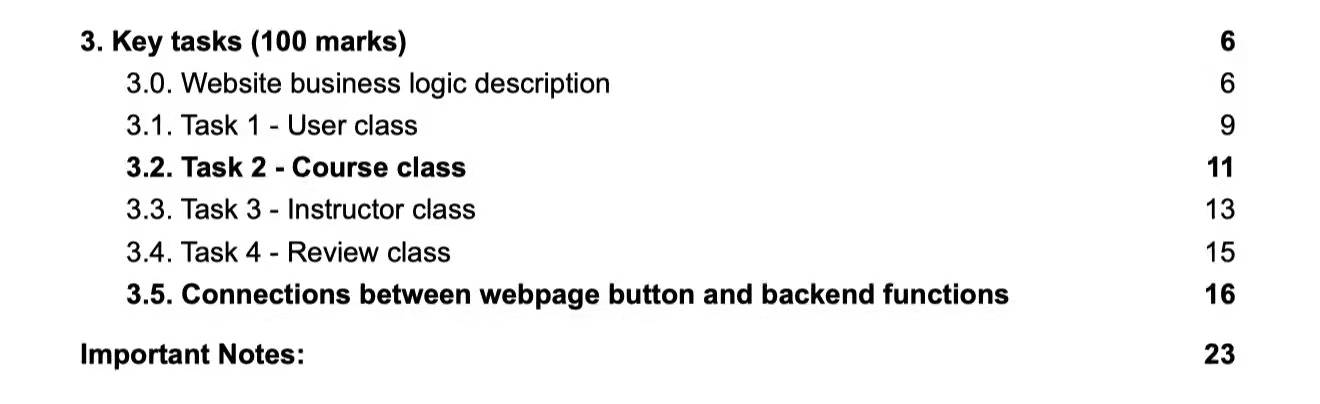 3. Key tasks (100 marks) 6
3.0. Website business logic description 6
3.1. Task 1 - User class 9
3.2. Task 2 - Course class 11
3.3. Task 3 - Instructor class 13
3.4. Task 4 - Review class 15
3.5. Connections between webpage button and backend functions 16
Important Notes: 23